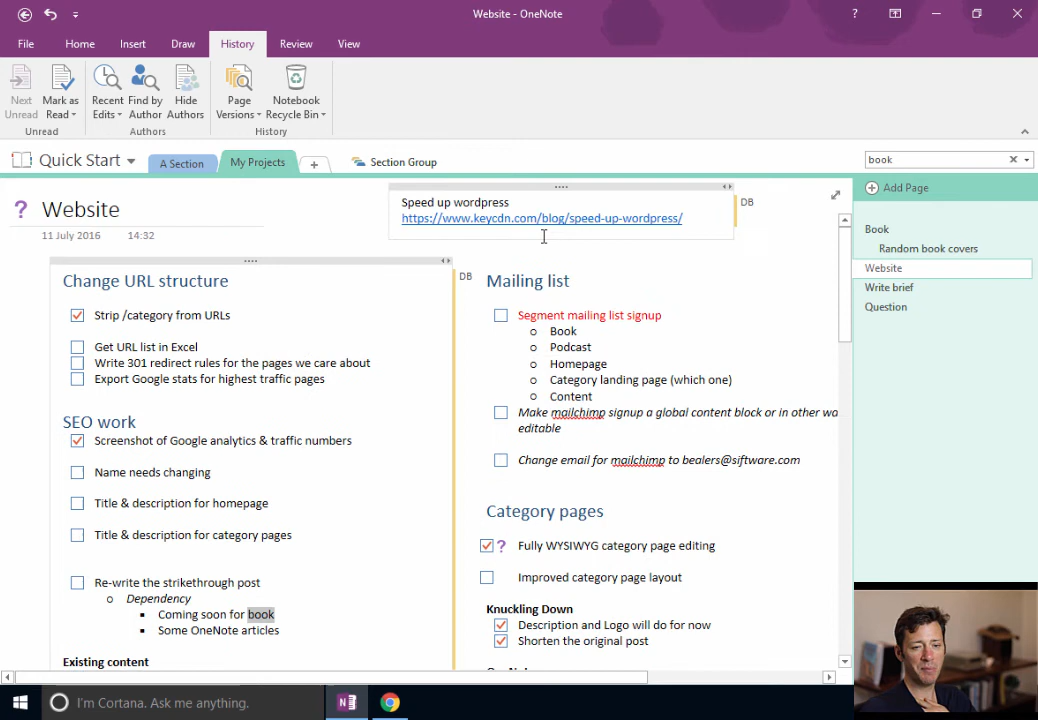 Website - OneNote
?
File Home Insert Draw History Review View
Next Unread
Mark as Read
Recent Edits
Find by Author
Hide Authors
Page Versions
Notebook Recycle Bin
Unread Authors History
Quick Start
A Section
My Projects
+
Section Group
book
? Website
11 July 2016 14:32
Speed up wordpress
https://www.keycdn.com/blog/speed-up-wordpress/
DB
Add Page
Book
Random book covers
Website
Write brief
Question
Change URL structure
DB
Strip /category from URLs
Get URL list in Excel
Write 301 redirect rules for the pages we care about
Export Google stats for highest traffic pages
SEO work
Screenshot of Google analytics & traffic numbers
Name needs changing
Title & description for homepage
Title & description for category pages
Re-write the strikethrough post
Dependency
Coming soon for book
Some OneNote articles
Existing content
Mailing list
Segment mailing list signup
Book
Podcast
Homepage
Category landing page (which one)
Content
Make mailchimp signup a global content block or in other wa
editable
Change email for mailchimp to bealers@siftware.com
Category pages
? Fully WYSIWYG category page editing
Improved category page layout
Knuckling Down
Description and Logo will do for now
Shorten the original post
I'm Cortana. Ask me anything.